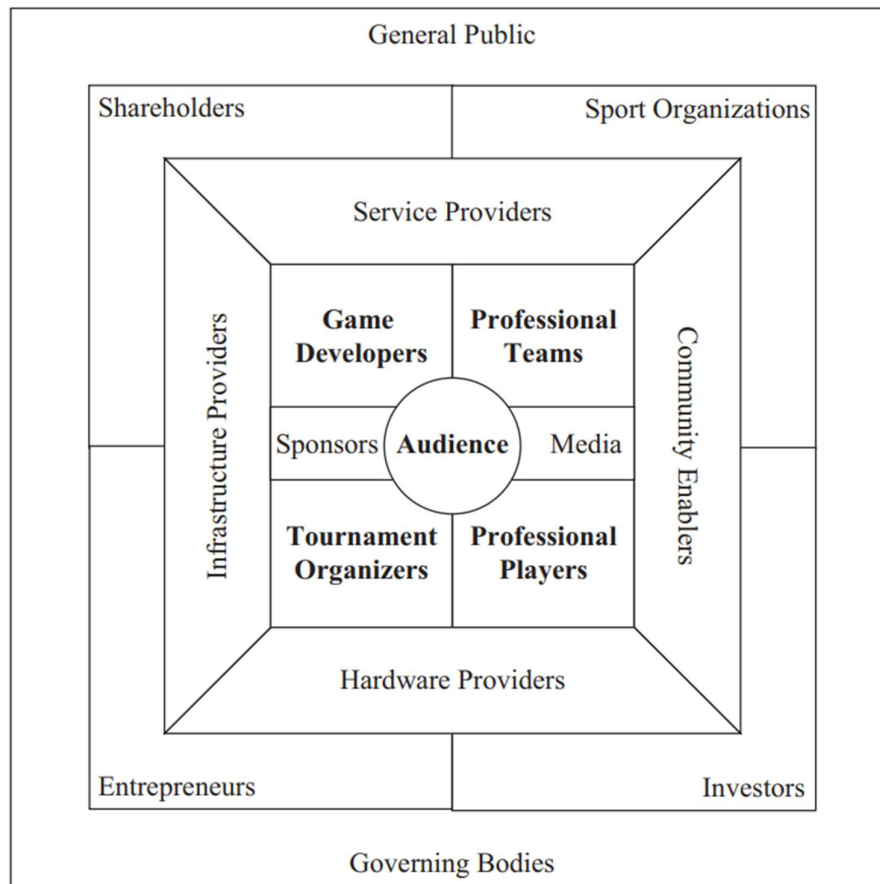 General Public
Shareholders
Sport Organizations
Service Providers
Game
Developers
Professional
Teams
Infrastructure Providers
Community Enablers
Sponsors
Audience
Media
Tournament
Organizers
Professional
Players
Hardware Providers
Entrepreneurs
Investors
Governing Bodies